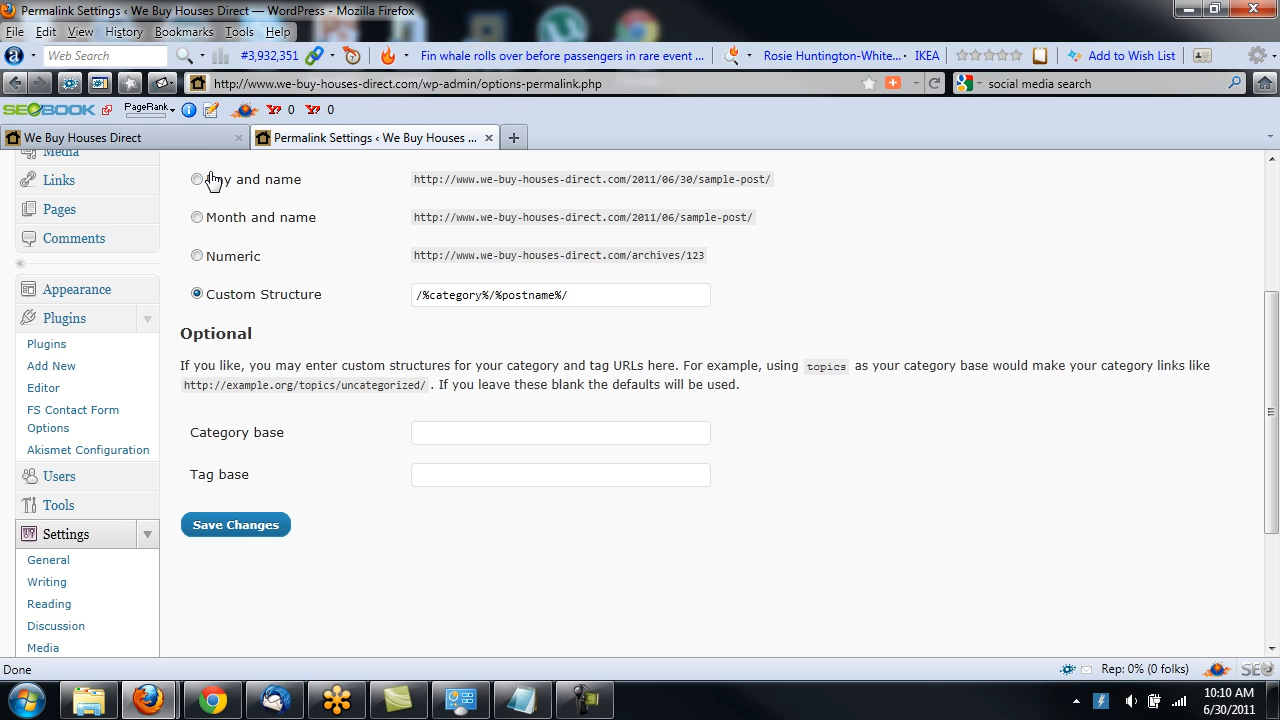 Permalink Settings ‹ We Buy Houses Direct — WordPress - Mozilla Firefox
File Edit View History Bookmarks Tools Help
Web Search #3,932,351 Fin whale rolls over before passengers in rare event ... Rosie Huntington-White... IKEA Add to Wish List
http://www.we-buy-houses-direct.com/wp-admin/options-permalink.php social media search
SEOBOOK PageRank 0 0
We Buy Houses Direct Permalink Settings ‹ We Buy Houses ...
Media
Links
Pages
Comments
Appearance
Plugins
Plugins
Add New
Editor
FS Contact Form
Options
Akismet Configuration
Users
Tools
Settings
General
Writing
Reading
Discussion
Media
and name http://www.we-buy-houses-direct.com/2011/06/30/sample-post/
Month and name http://www.we-buy-houses-direct.com/2011/06/sample-post/
Numeric http://www.we-buy-houses-direct.com/archives/123
Custom Structure /%category%/%postname%/
Optional
If you like, you may enter custom structures for your category and tag URLs here. For example, using topics as your category base would make your category links like
http://example.org/topics/uncategorized/ . If you leave these blank the defaults will be used.
Category base
Tag base
Save Changes
Done Rep: 0% (0 folks) SEO
10:10 AM
6/30/2011